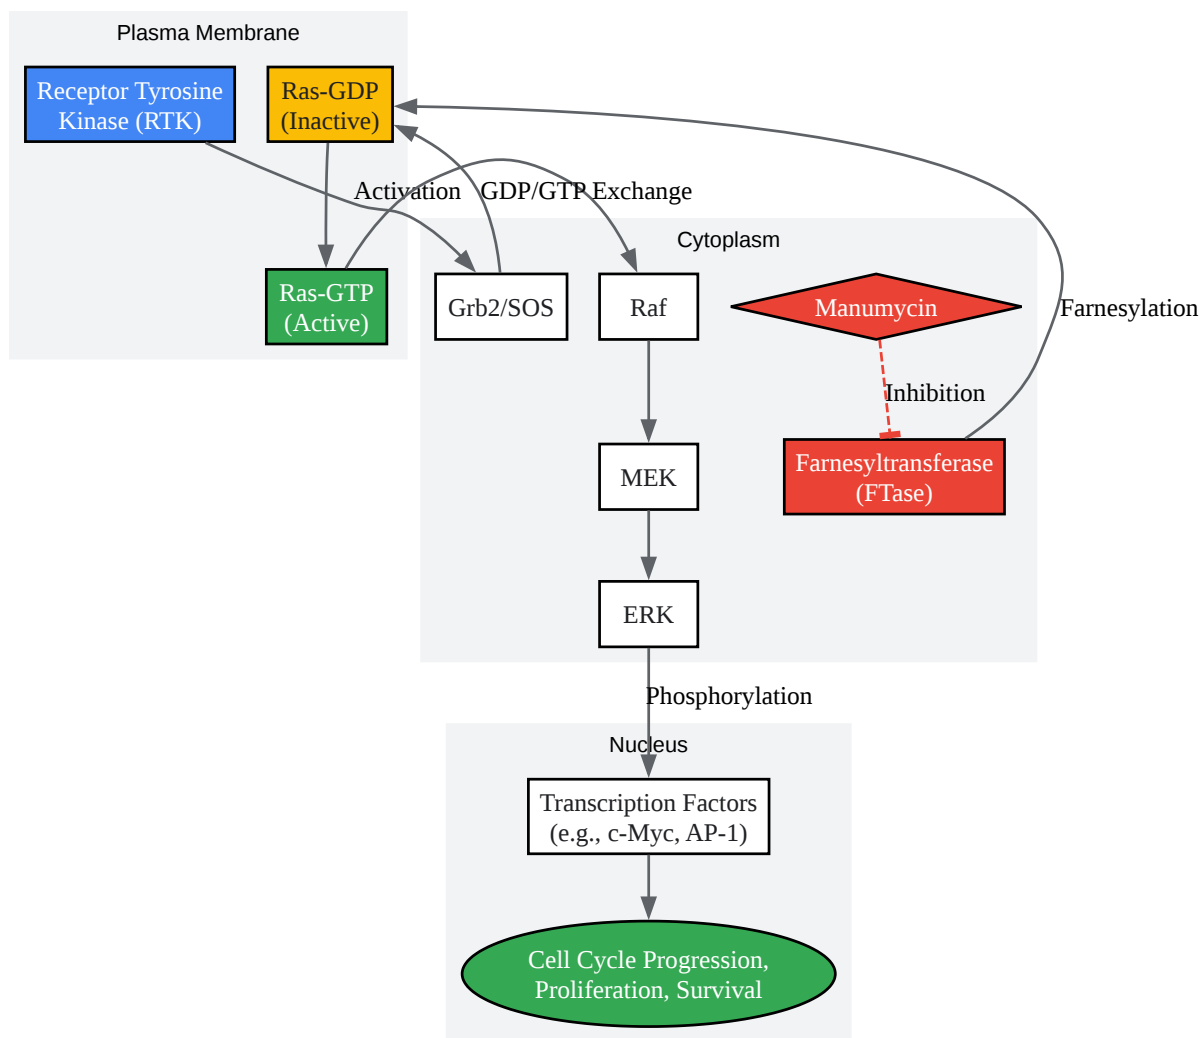 Plasma Membrane
Receptor Tyrosine
Kinase (RTK)
Ras-GDP
(Inactive)
Activation
GDP/GTP Exchange
Ras-GTP
(Active)
Cytoplasm
Grb2/SOS
Raf
Manumycin
Farnesylation
Inhibition
MEK
Farnesyltransferase
(FTase)
ERK
Phosphorylation
Nucleus
Transcription Factors
(e.g., c-Myc, AP-1)
Cell Cycle Progression,
Proliferation, Survival